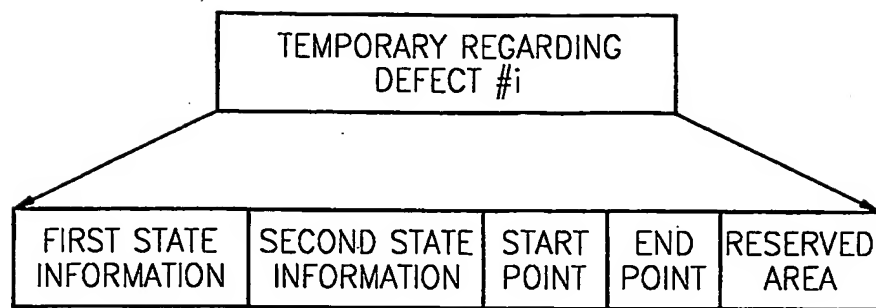 TEMPORARY REGARDING
DEFECT #i
FIRST STATE SECOND STATE START END RESERVED
INFORMATION INFORMATION POINT POINT AREA